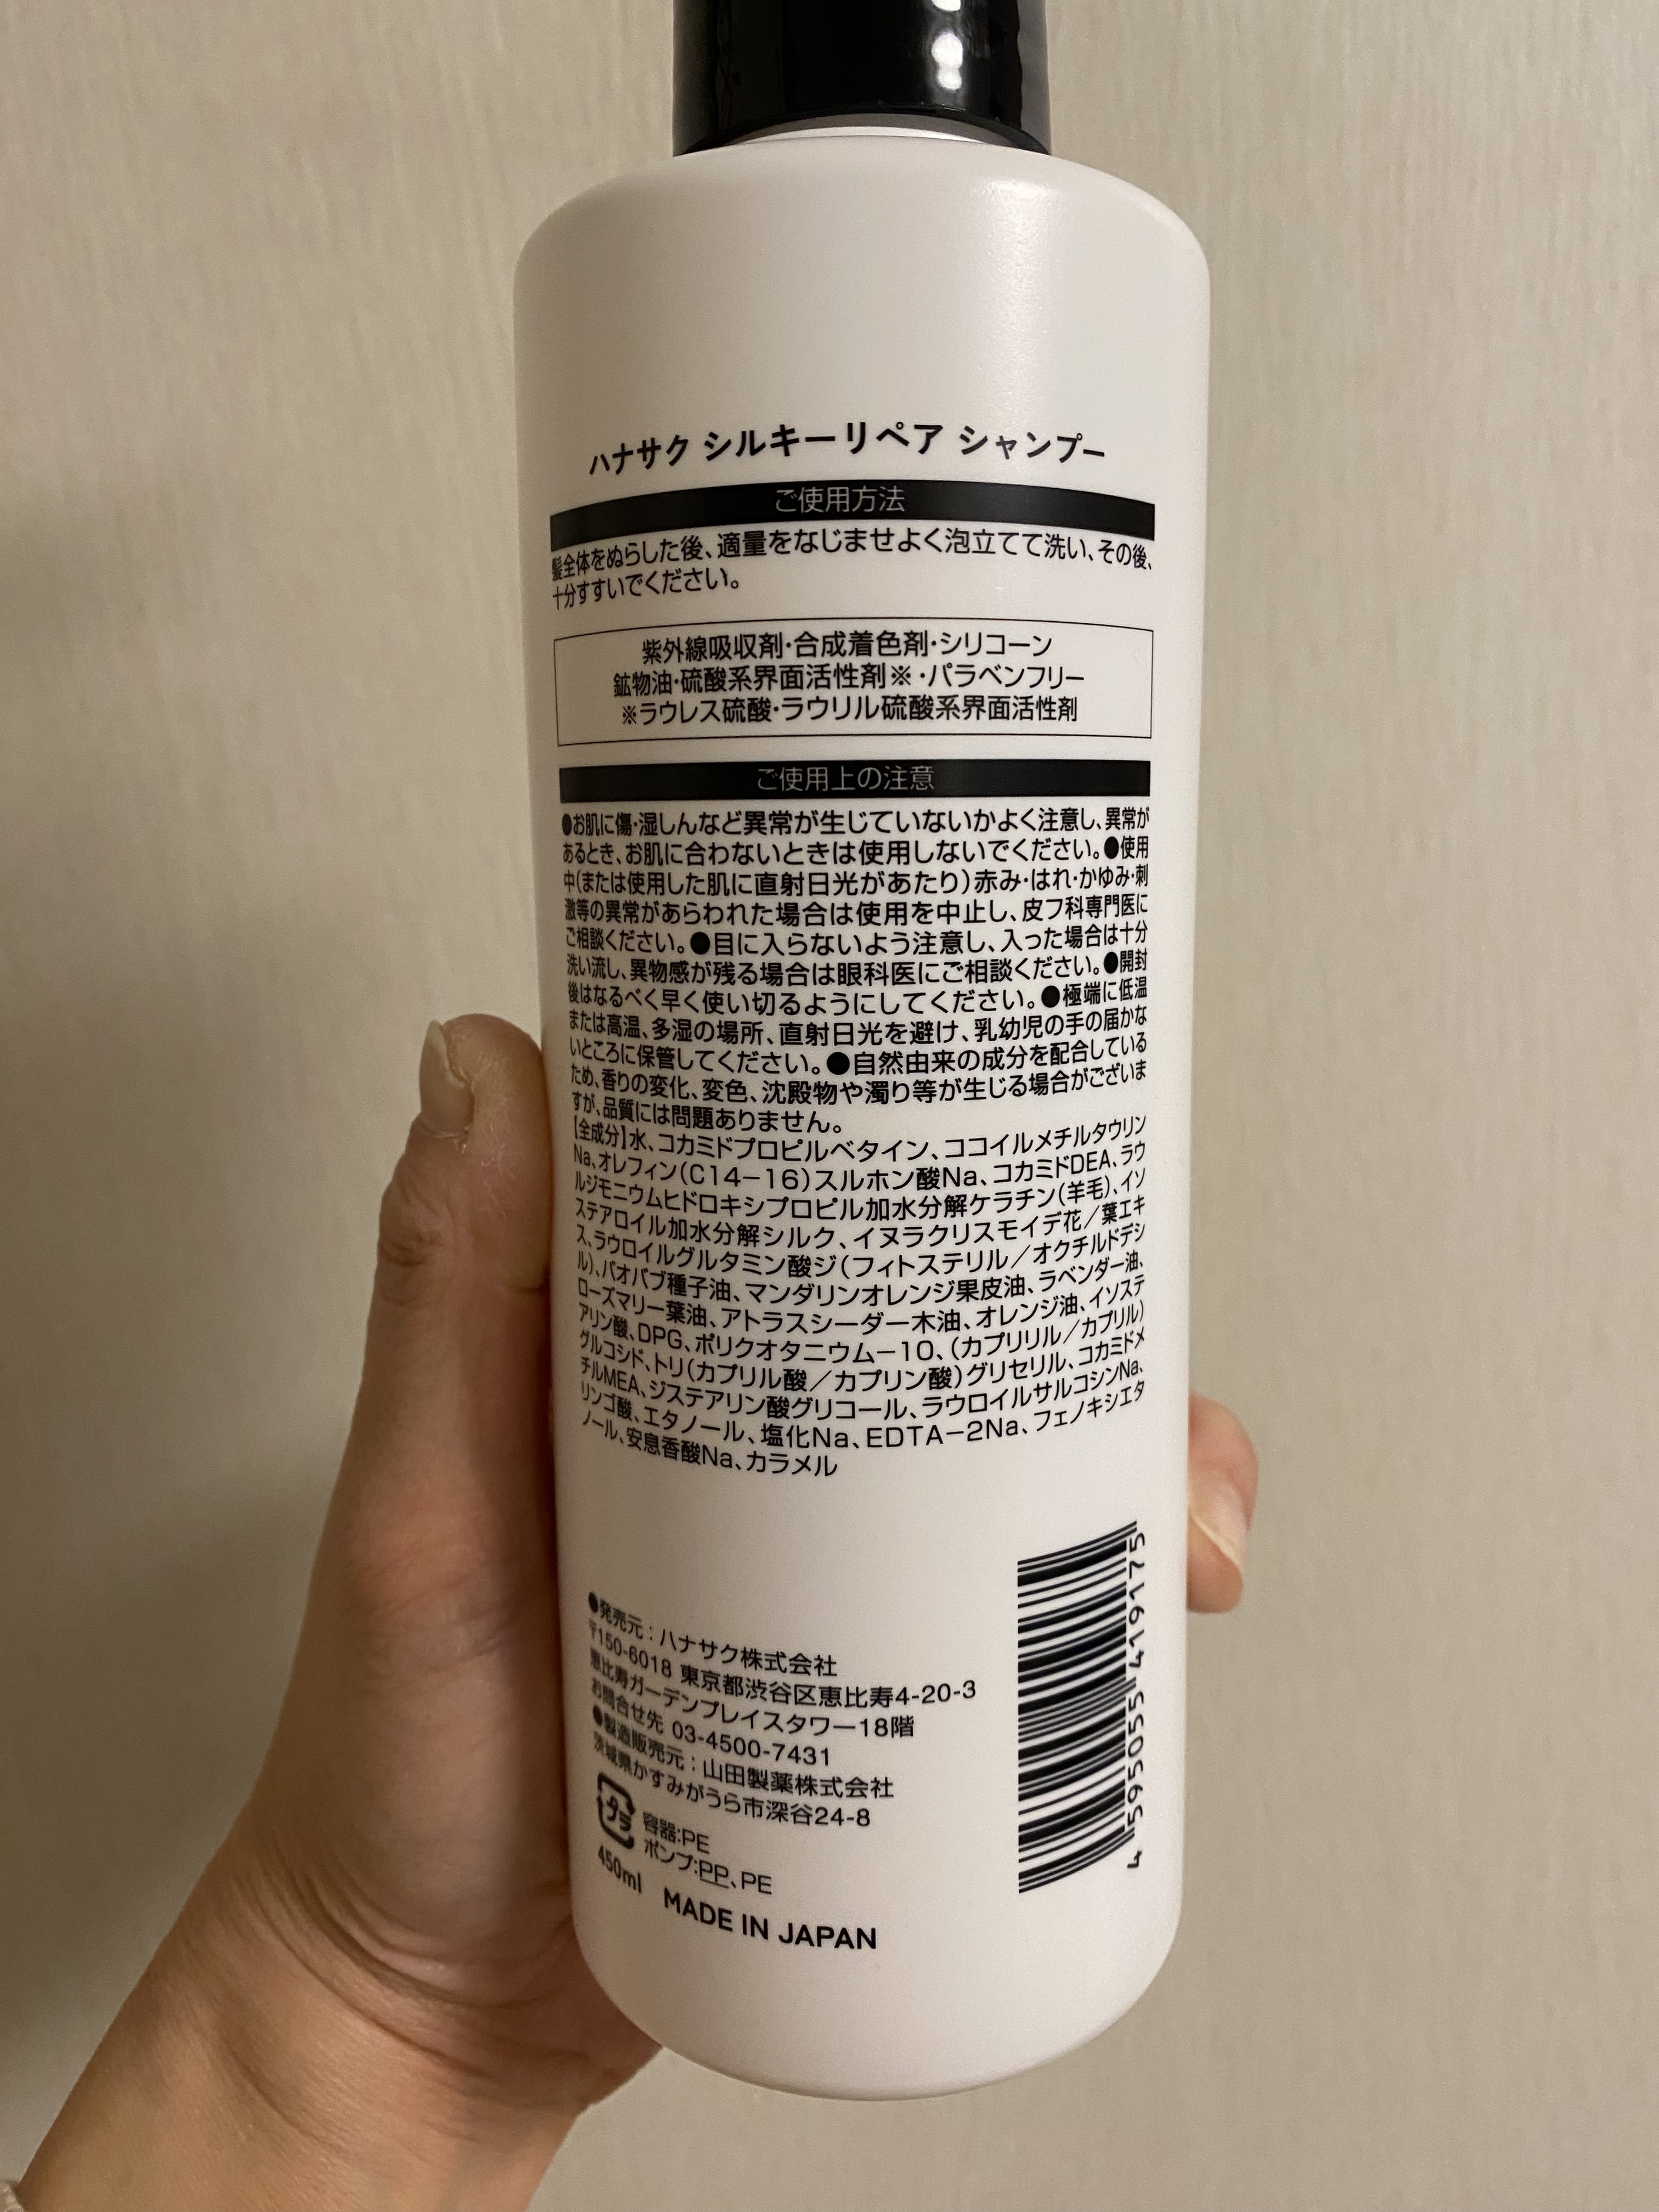 ハナサク シルキーリペア シャンプー
ご使用方法
髪全体をぬらした後、適量をなじませよく泡立てて洗い、その後、
十分すすいでください。
紫外線吸収剤・合成着色剤・シリコーン
鉱物油・硫酸系界面活性剤※・パラベンフリー
※ラウレス硫酸・ラウリル硫酸系界面活性剤
ご使用上の注意
●お肌に傷・湿しんなど異常が生じていないかよく注意し、異常が
あるとき、お肌に合わないときは使用しないでください。●使用
中(または使用した肌に直射日光があたり)赤み・はれ・かゆみ・刺
激等の異常があらわれた場合は使用を中止し、皮フ科専門医に
ご相談ください。●目に入らないよう注意し、入った場合は十分
洗い流し、異物感が残る場合は眼科医にご相談ください。●開封
後はなるべく早く使い切るようにしてください。●極端に低温
または高温、多湿の場所、直射日光を避け、乳幼児の手の届かな
いところに保管してください。●自然由来の成分を配合している
ため、香りの変化、変色、沈殿物や濁り等が生じる場合がございま
すが、品質には問題ありません。
【全成分】水、コカミドプロピルベタイン、ココイルメチルタウリン
Na、オレフィン(C14-16)スルホン酸Na、コカミドDEA、ラウ
ルジモニウムヒドロキシプロピル加水分解ケラチン(羊毛)、イソ
ステアロイル加水分解シルク、イヌラクリスモイデ花/葉エキ
ス、ラウロイルグルタミン酸ジ(フィトステリル/オクチルドデシ
ル)、バオバブ種子油、マンダリンオレンジ果皮油、ラベンダー油、
ローズマリー葉油、アトラスシーダー木油、オレンジ油、イソステ
アリン酸、DPG、ポリクオタニウム-10、(カプリリル/カプリル)
グルコシド、トリ(カプリル酸/カプリン酸)グリセリル、コカミドメ
チルMEA、ジステアリン酸グリコール、ラウロイルサルコシンNa、
リンゴ酸、エタノール、塩化Na、EDTA-2Na、フェノキシエタ
ノール、安息香酸Na、カラメル
●発売元:ハナサク株式会社
〒150-6018 東京都渋谷区恵比寿4-20-3
恵比寿ガーデンプレイスタワー18階
お問合せ先 03-4500-7431
●製造販売元:山田製薬株式会社
茨城県かすみがうら市深谷24-8
プラ
容器:PE
ポンプ:PP、PE
450ml
MADE IN JAPAN
4 595055 419175